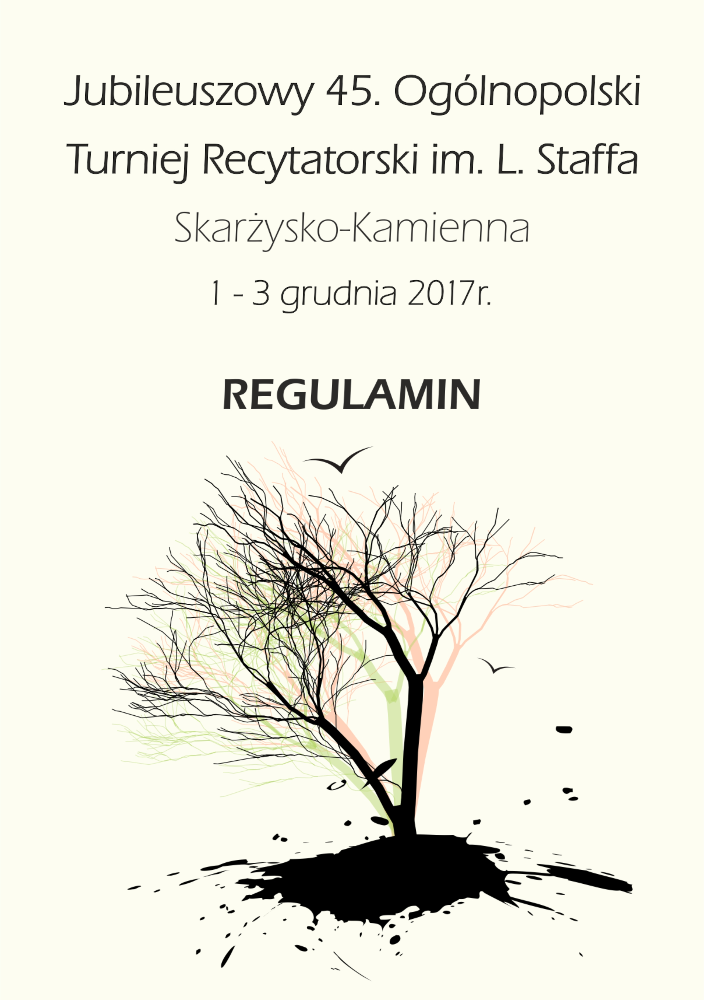 Jubileuszowy 45. Ogólnopolski
Turniej Recytatorski im. L. Staffa
Skarżysko-Kamienna
1 - 3 grudnia 2017r.
REGULAMIN